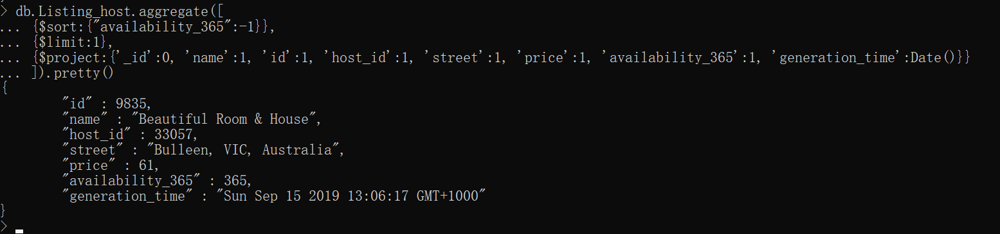 > db.Listing_host.aggregate([
... {$sort:{"availability_365":-1}},
... {$limit:1},
... {$project:{'_id':0, 'name':1, 'id':1, 'host_id':1, 'street':1, 'price':1, 'availability_365':1, 'generation_time':Date()}}
... ]).pretty()
{
        "id" : 9835,
        "name" : "Beautiful Room & House",
        "host_id" : 33057,
        "street" : "Bulleen, VIC, Australia",
        "price" : 61,
        "availability_365" : 365,
        "generation_time" : "Sun Sep 15 2019 13:06:17 GMT+1000"
}
>